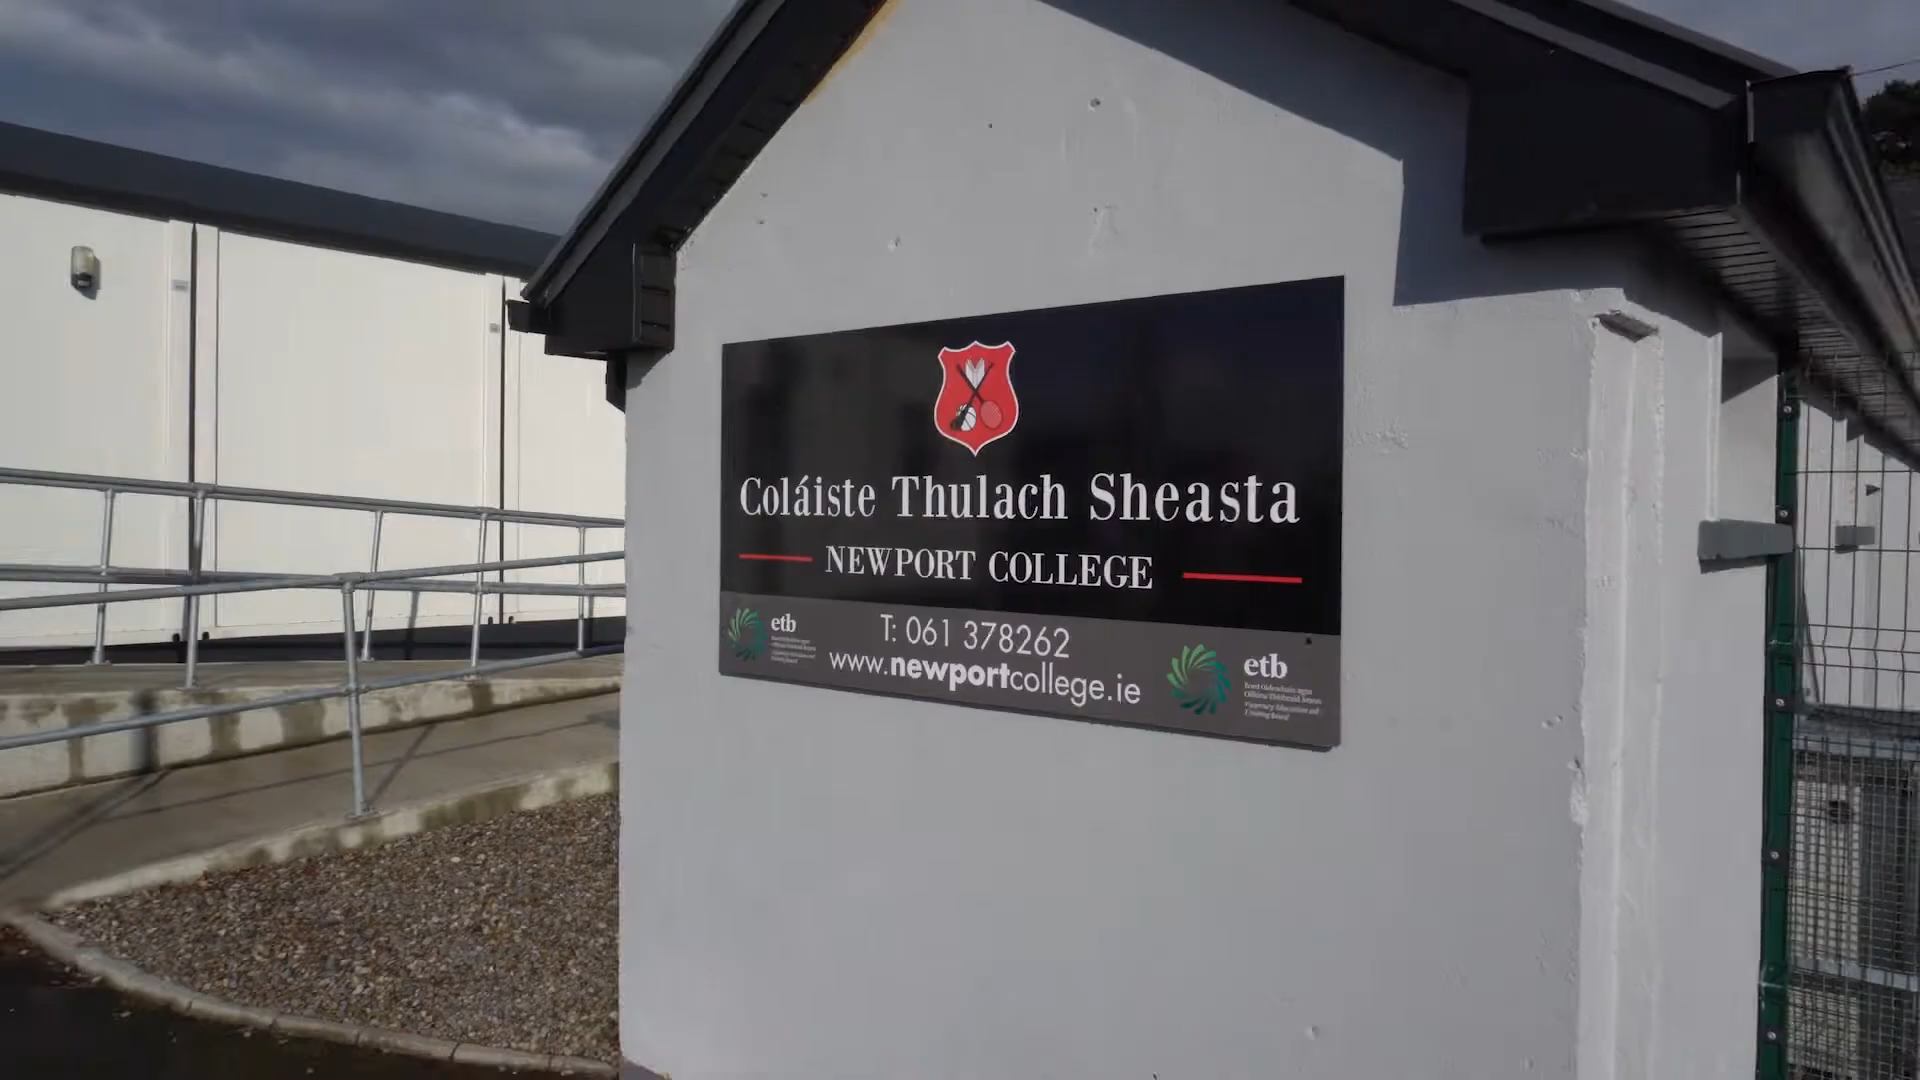 Coláiste Thulach Sheasta
NEWPORT COLLEGE
etb
T: 061 378262
www.newportcollege.ie
etb